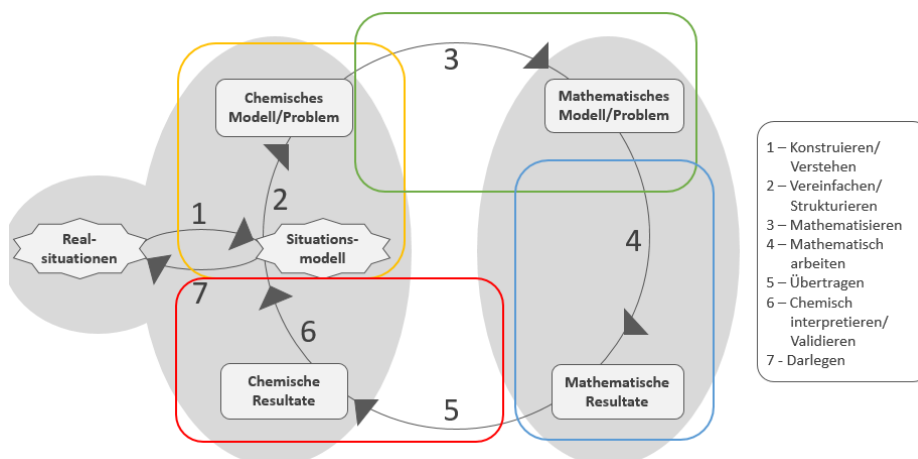 3
Chemisches
Modell/Problem
Mathematisches
Modell/Problem
1
2
Real-
situationen
Situations-
modell
4
7
6
Chemische
Resultate
5
Mathematische
Resultate
1 – Konstruieren/
Verstehen
2 – Vereinfachen/
Strukturieren
3 – Mathematisieren
4 – Mathematisch
arbeiten
5 – Übertragen
6 – Chemisch
interpretieren/
Validieren
7 - Darlegen